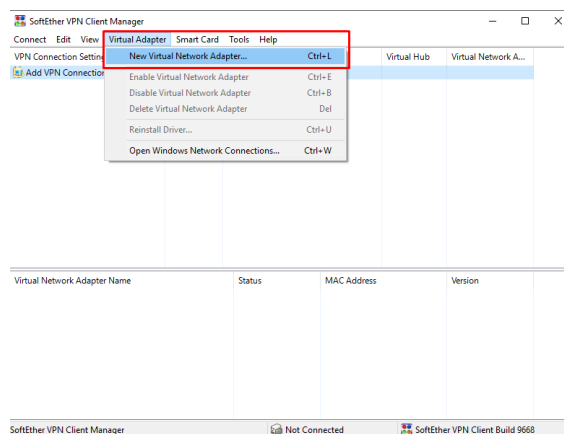 SoftEther VPN Client Manager
Connect Edit View Virtual Adapter Smart Card Tools Help
VPN Connection Setting Virtual Hub Virtual Network A...
Add VPN Connection
New Virtual Network Adapter... Ctrl+L
Enable Virtual Network Adapter Ctrl+E
Disable Virtual Network Adapter Ctrl+B
Delete Virtual Network Adapter Del
Reinstall Driver... Ctrl+U
Open Windows Network Connections... Ctrl+W
Virtual Network Adapter Name Status MAC Address Version
SoftEther VPN Client Manager Not Connected SoftEther VPN Client Build 9668